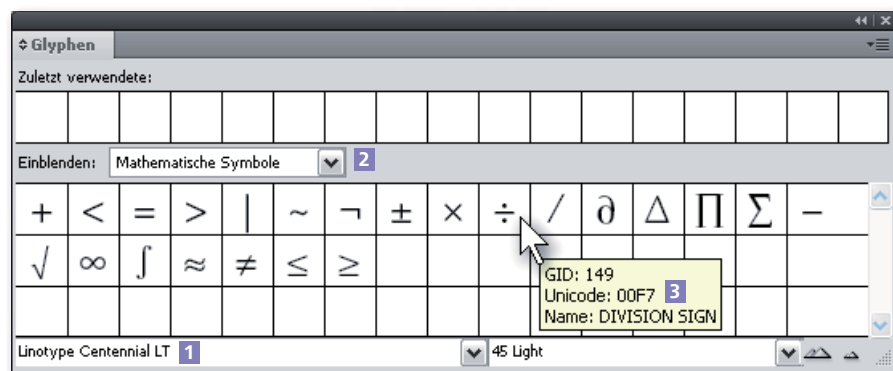 Glyphen
Zuletzt verwendete:
Einblenden: Mathematische Symbole 2
+ < = > | ~ ¬ ± × ÷ / ∂ ∆ ∏ ∑ −
√ ∞ ∫ ≈ ≠ ≤ ≥
GID: 149
Unicode: 00F7 3
Name: DIVISION SIGN
Linotype Centennial LT 1 45 Light